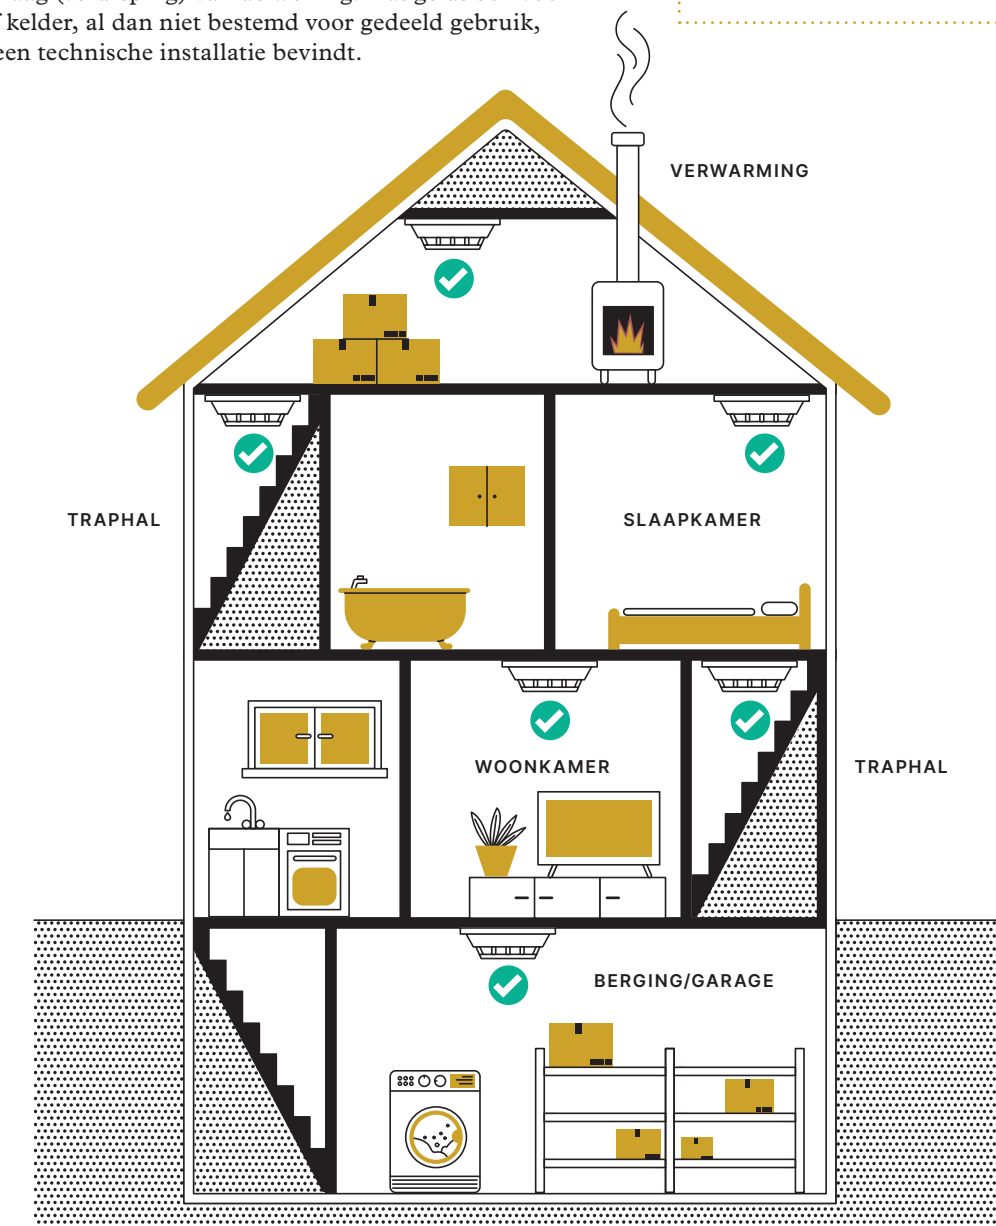 kelder, al dan niet bestemd voor gedeeld gebruik,
een technische installatie bevindt.
VERWARMING
TRAPHAL
SLAAPKAMER
WOONKAMER
TRAPHAL
BERGING/GARAGE